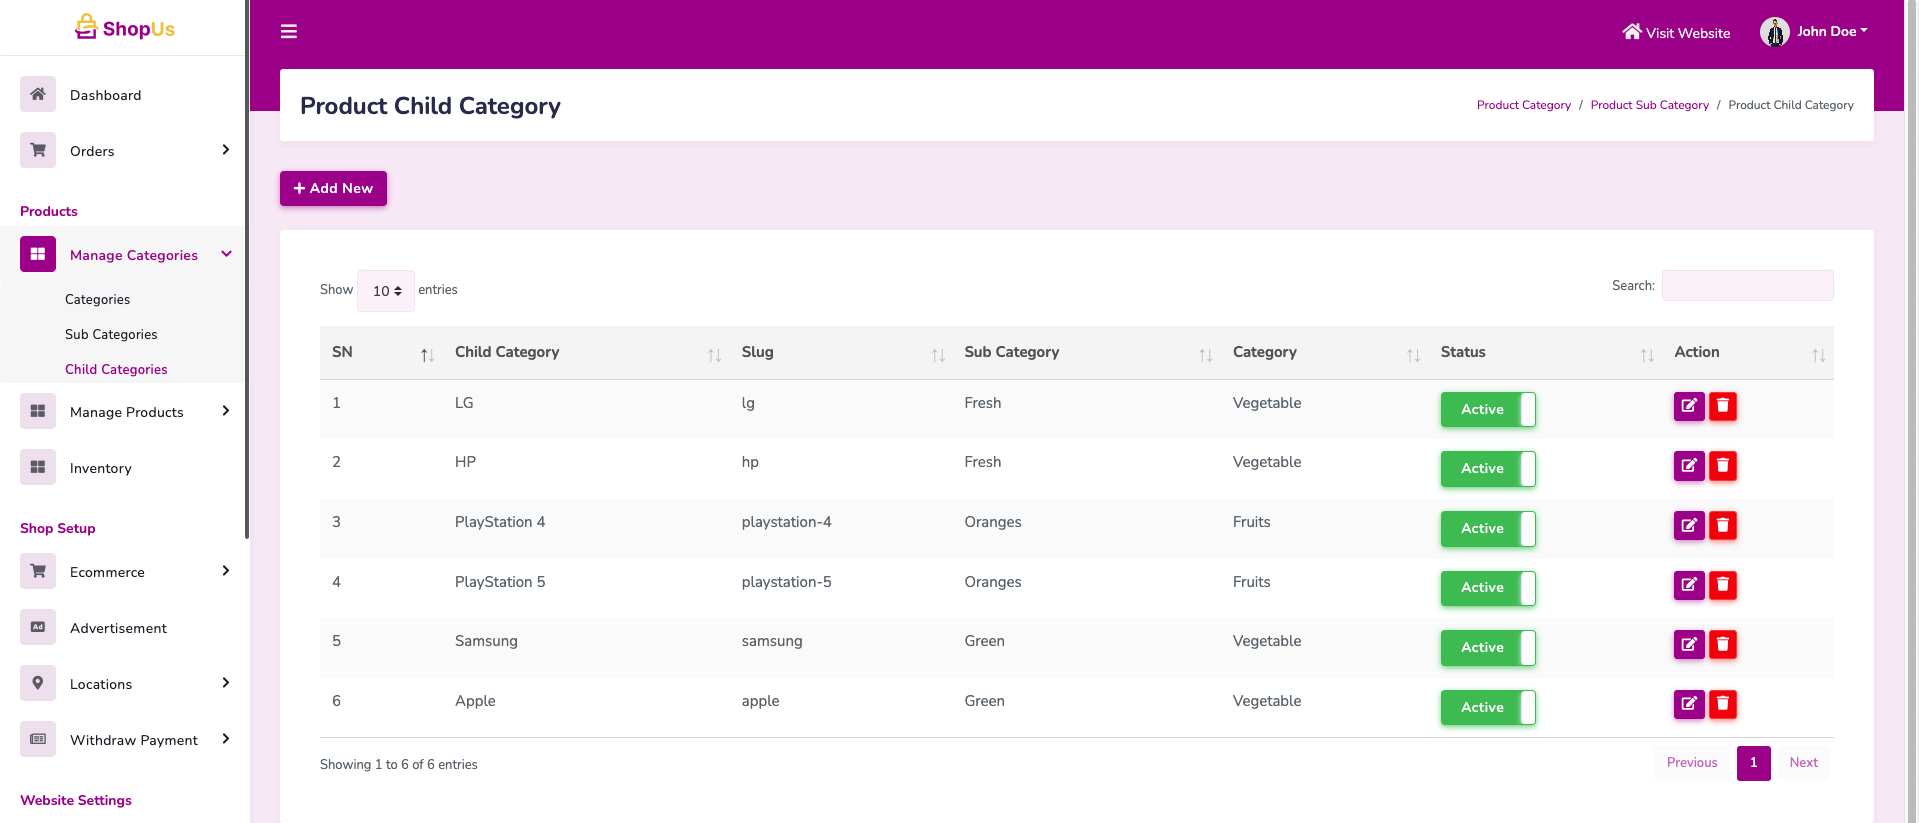 ShopUs
Visit Website
John Doe
Dashboard
Orders
Products
Manage Categories
Categories
Sub Categories
Child Categories
Manage Products
Inventory
Shop Setup
Ecommerce
Ad
Advertisement
Locations
Withdraw Payment
Website Settings
Product Child Category
Product Category / Product Sub Category / Product Child Category
+ Add New
Show 10 entries
Search:
SN Child Category Slug Sub Category Category Status Action
1 LG lg Fresh Vegetable Active
2 HP hp Fresh Vegetable Active
3 PlayStation 4 playstation-4 Oranges Fruits Active
4 PlayStation 5 playstation-5 Oranges Fruits Active
5 Samsung samsung Green Vegetable Active
6 Apple apple Green Vegetable Active
Showing 1 to 6 of 6 entries
Previous 1 Next